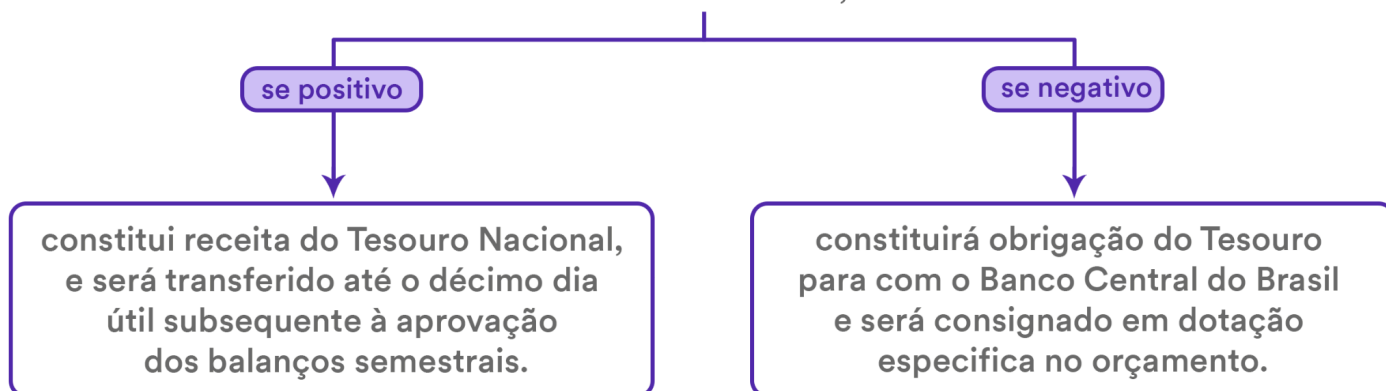 se positivo
se negativo
constitui receita do Tesouro Nacional,
e será transferido até o décimo dia
útil subsequente à aprovação
dos balanços semestrais.
constituirá obrigação do Tesouro
para com o Banco Central do Brasil
e será consignado em dotação
especifica no orçamento.